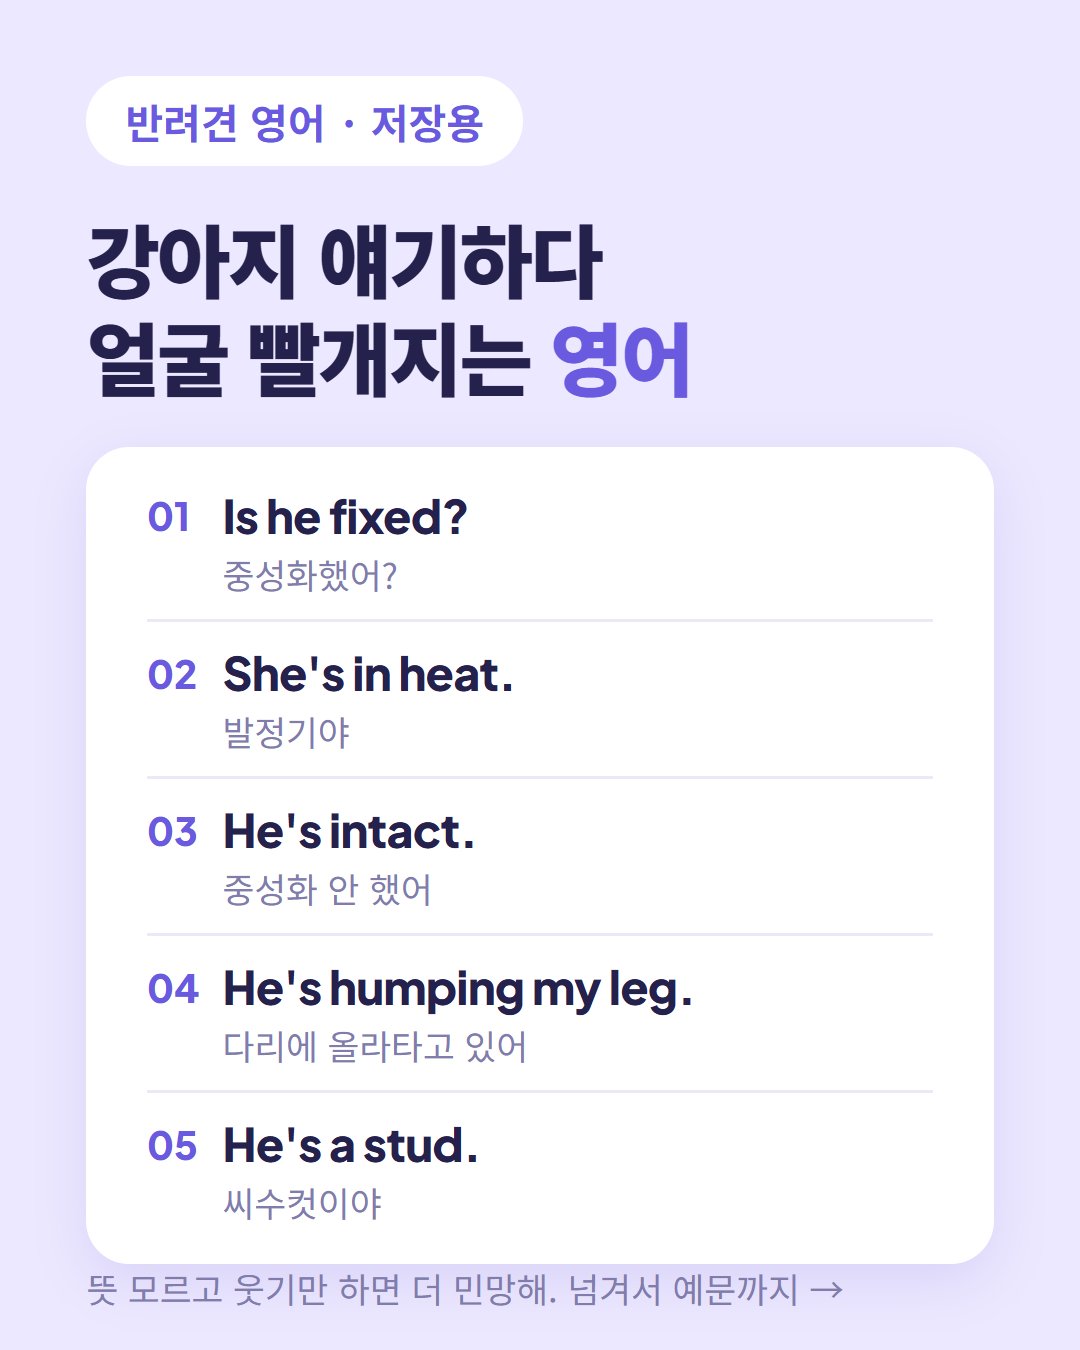 반려견 영어 · 저장용
강아지 얘기하다
얼굴 빨개지는 영어
01 Is he fixed?
중성화했어?
02 She's in heat.
발정기야
03 He's intact.
중성화 안 했어
04 He's humping my leg.
다리에 올라타고 있어
05 He's a stud.
씨수컷이야
뜻 모르고 웃기만 하면 더 민망해. 넘겨서 예문까지 →